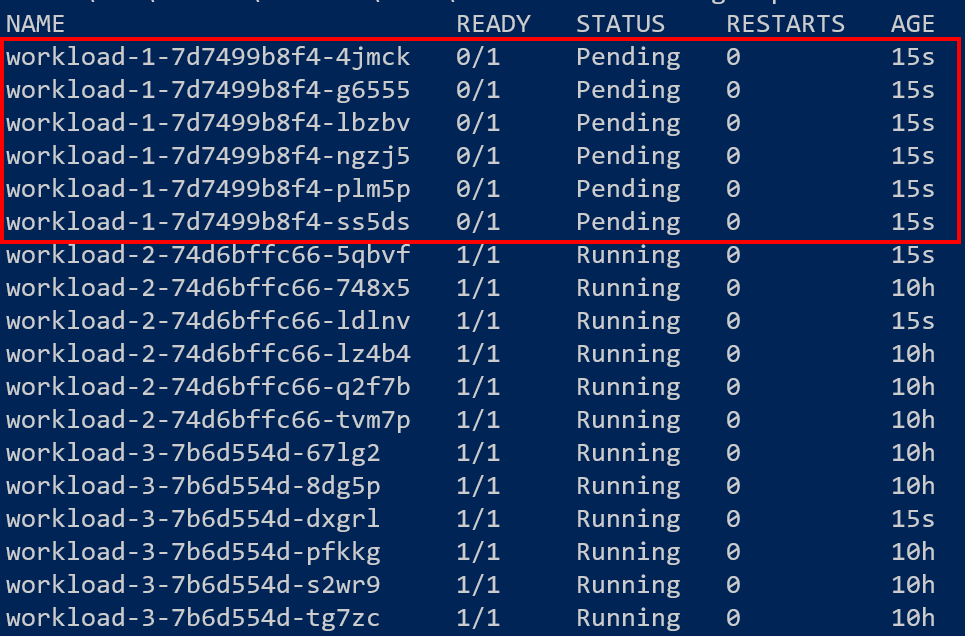 NAME READY STATUS RESTARTS AGE
workload-1-7d7499b8f4-4jmck 0/1 Pending 0 15s
workload-1-7d7499b8f4-g6555 0/1 Pending 0 15s
workload-1-7d7499b8f4-lbzbv 0/1 Pending 0 15s
workload-1-7d7499b8f4-ngzj5 0/1 Pending 0 15s
workload-1-7d7499b8f4-plm5p 0/1 Pending 0 15s
workload-1-7d7499b8f4-ss5ds 0/1 Pending 0 15s
workload-2-74d6bffc66-5qbvf 1/1 Running 0 15s
workload-2-74d6bffc66-748x5 1/1 Running 0 10h
workload-2-74d6bffc66-ldlnv 1/1 Running 0 15s
workload-2-74d6bffc66-lz4b4 1/1 Running 0 10h
workload-2-74d6bffc66-q2f7b 1/1 Running 0 10h
workload-2-74d6bffc66-tvm7p 1/1 Running 0 10h
workload-3-7b6d554d-67lg2 1/1 Running 0 10h
workload-3-7b6d554d-8dg5p 1/1 Running 0 10h
workload-3-7b6d554d-dxgrl 1/1 Running 0 15s
workload-3-7b6d554d-pfkkg 1/1 Running 0 10h
workload-3-7b6d554d-s2wr9 1/1 Running 0 10h
workload-3-7b6d554d-tg7zc 1/1 Running 0 10h